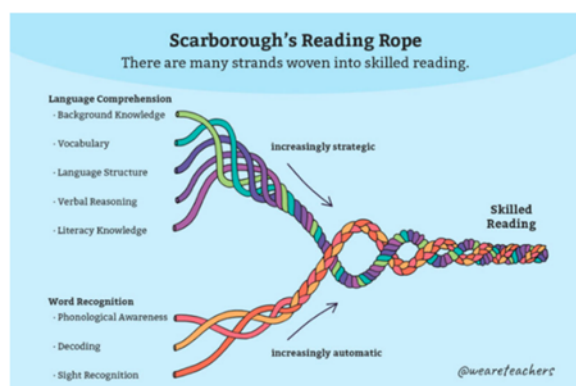 Scarborough's Reading Rope
There are many strands woven into skilled reading.
Language Comprehension
· Background Knowledge
· Vocabulary
· Language Structure
· Verbal Reasoning
· Literacy Knowledge
increasingly strategic
Skilled
Reading
Word Recognition
· Phonological Awareness
· Decoding
· Sight Recognition
increasingly automatic
@weareteachers